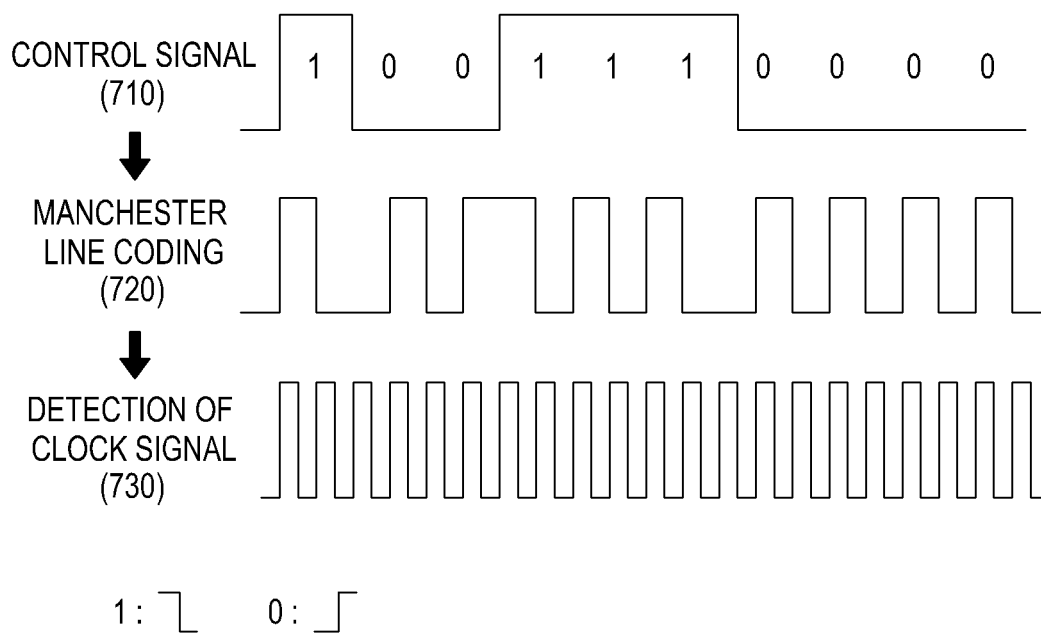 CONTROL SIGNAL
(710)
1 0 0 1 1 1 0 0 0 0
MANCHESTER
LINE CODING
(720)
DETECTION OF
CLOCK SIGNAL
(730)
1 : 0 :